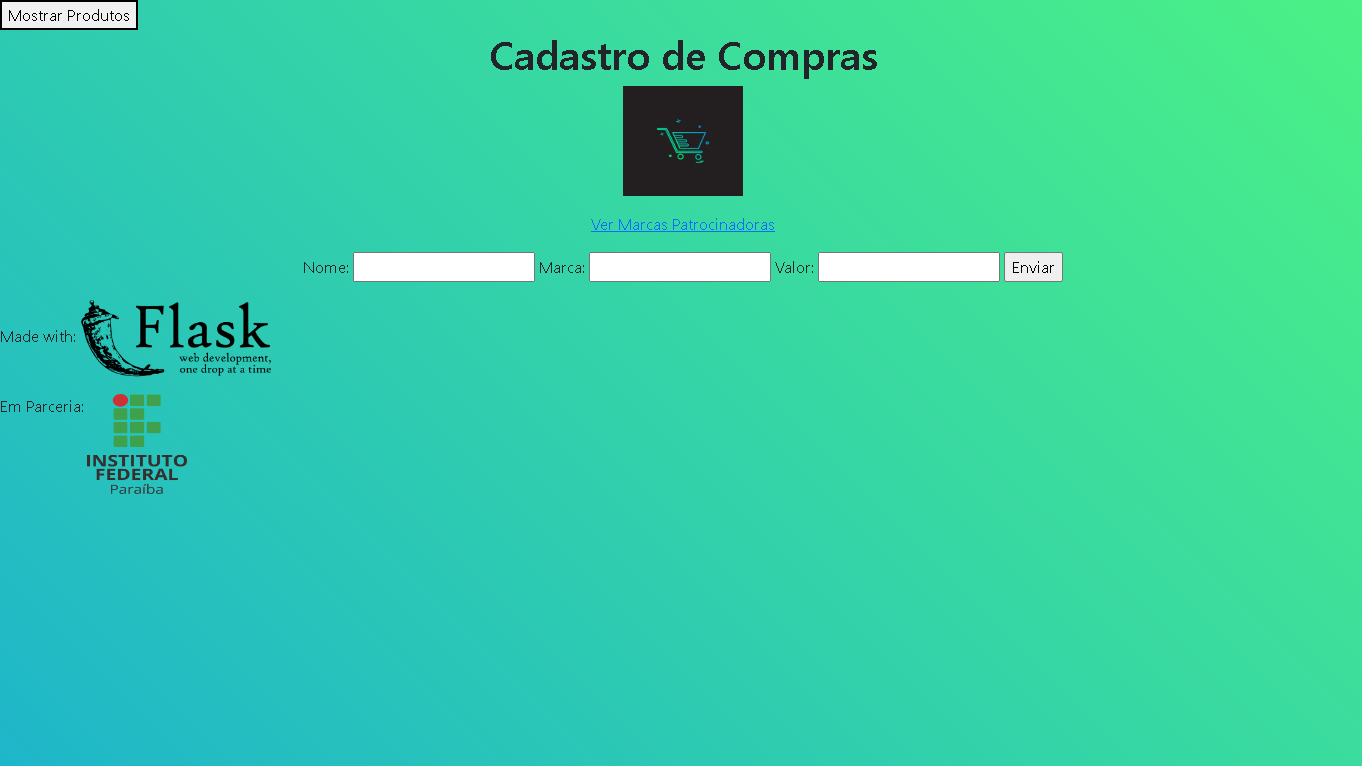 Mostrar Produtos
Cadastro de Compras
Ver Marcas Patrocinadoras
Nome: Marca: Valor: Enviar
Made with:
Flask
web development,
one drop at a time
Em Parceria:
INSTITUTO
FEDERAL
Paraíba